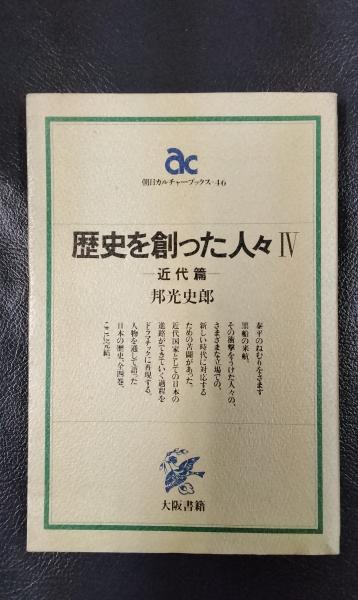 ac
朝日カルチャーブックス-46
歴史を創った人々 IV
—近代篇—
邦光史郎
泰平のねむりをさます
黒船の来航。
その衝撃をうけた人々の、
さまざまな立場での、
新しい時代に対応する
ための苦闘があった。
近代国家としての日本の
進路ができていく過程を
ドラマチックに再現する。
人物を通して語った
日本の歴史、全四巻、
ここに完結。
大阪書籍